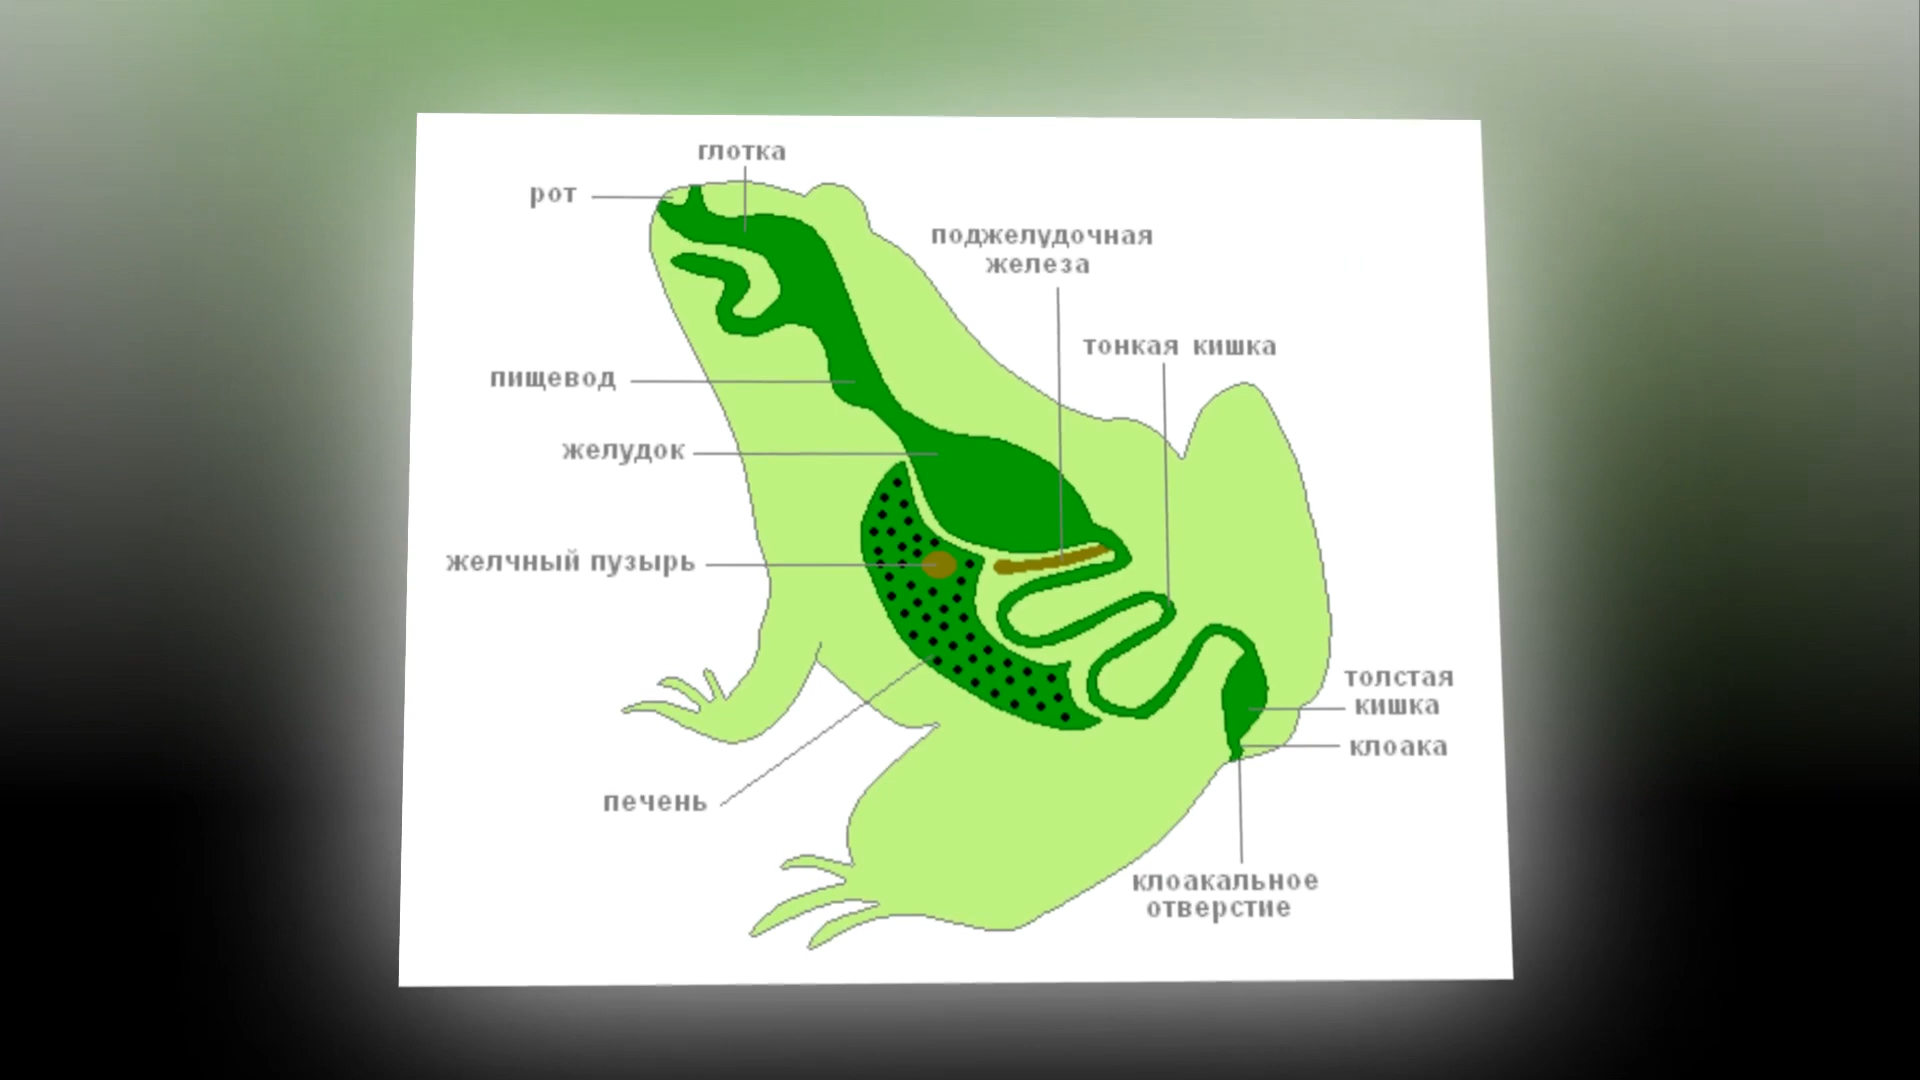 глотка
рот
поджелудочная
железа
тонкая кишка
пищевод
желудок
желчный пузырь
толстая
кишка
клоака
печень
клоакальное
отверстие